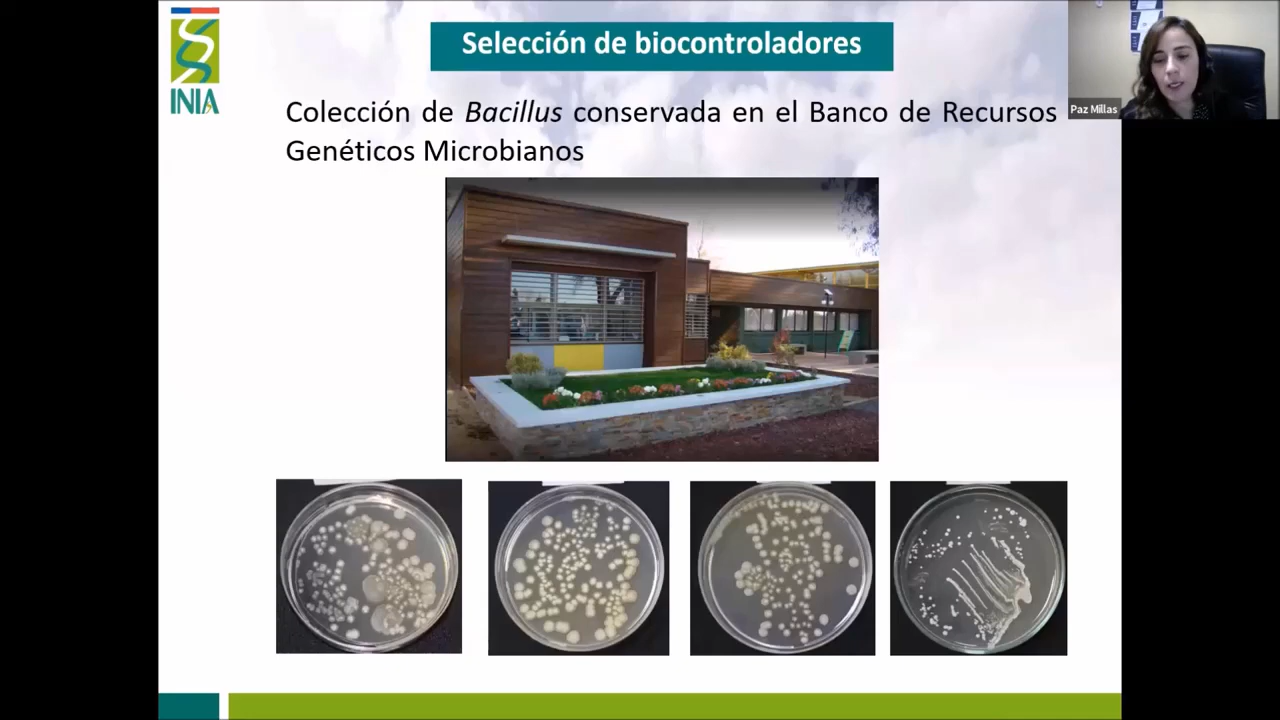 Selección de biocontroladores
INIA
Colección de Bacillus conservada en el Banco de Recursos
Genéticos Microbianos
Paz Millas